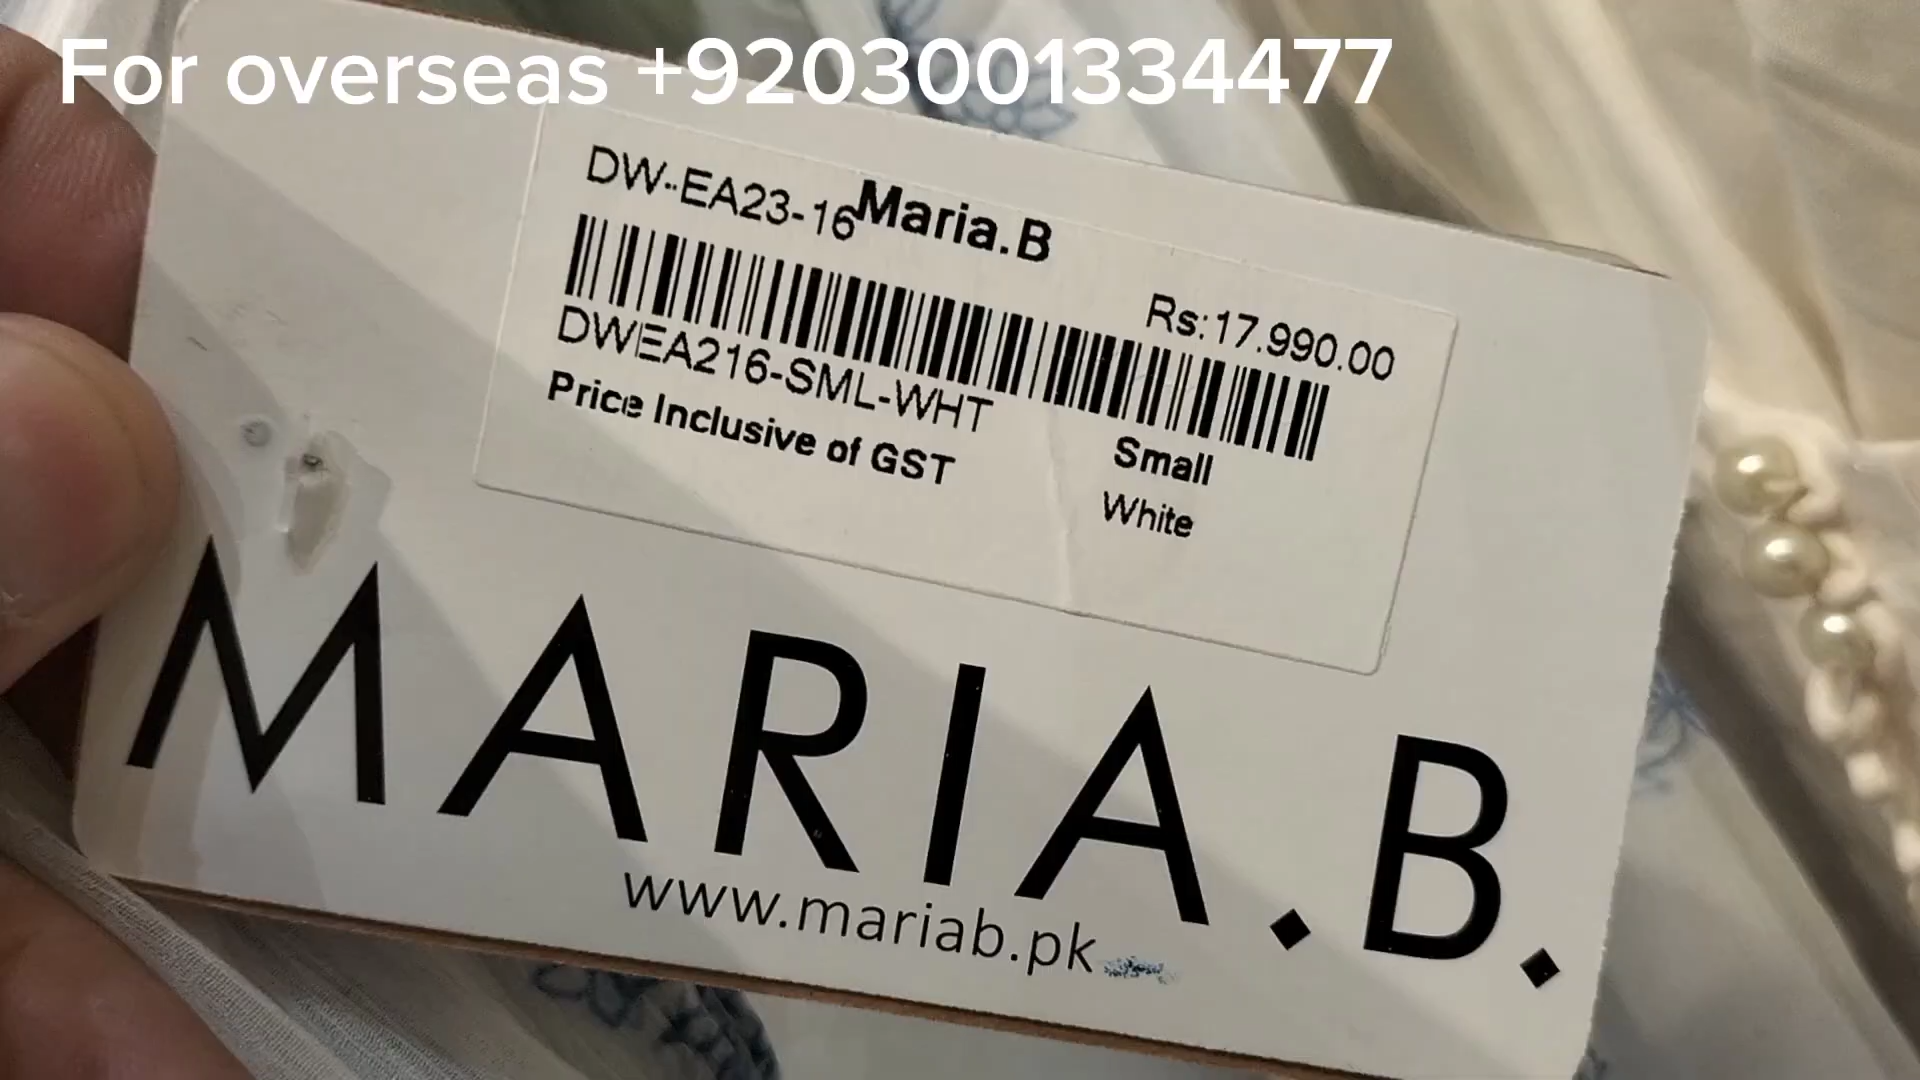 For overseas +9203001334477
DW-EA23-16 Maria.B
Rs:17.990.00
DWEA216-SML-WHT
Price Inclusive of GST
Small
White
MARIA.B.
www.mariab.pk